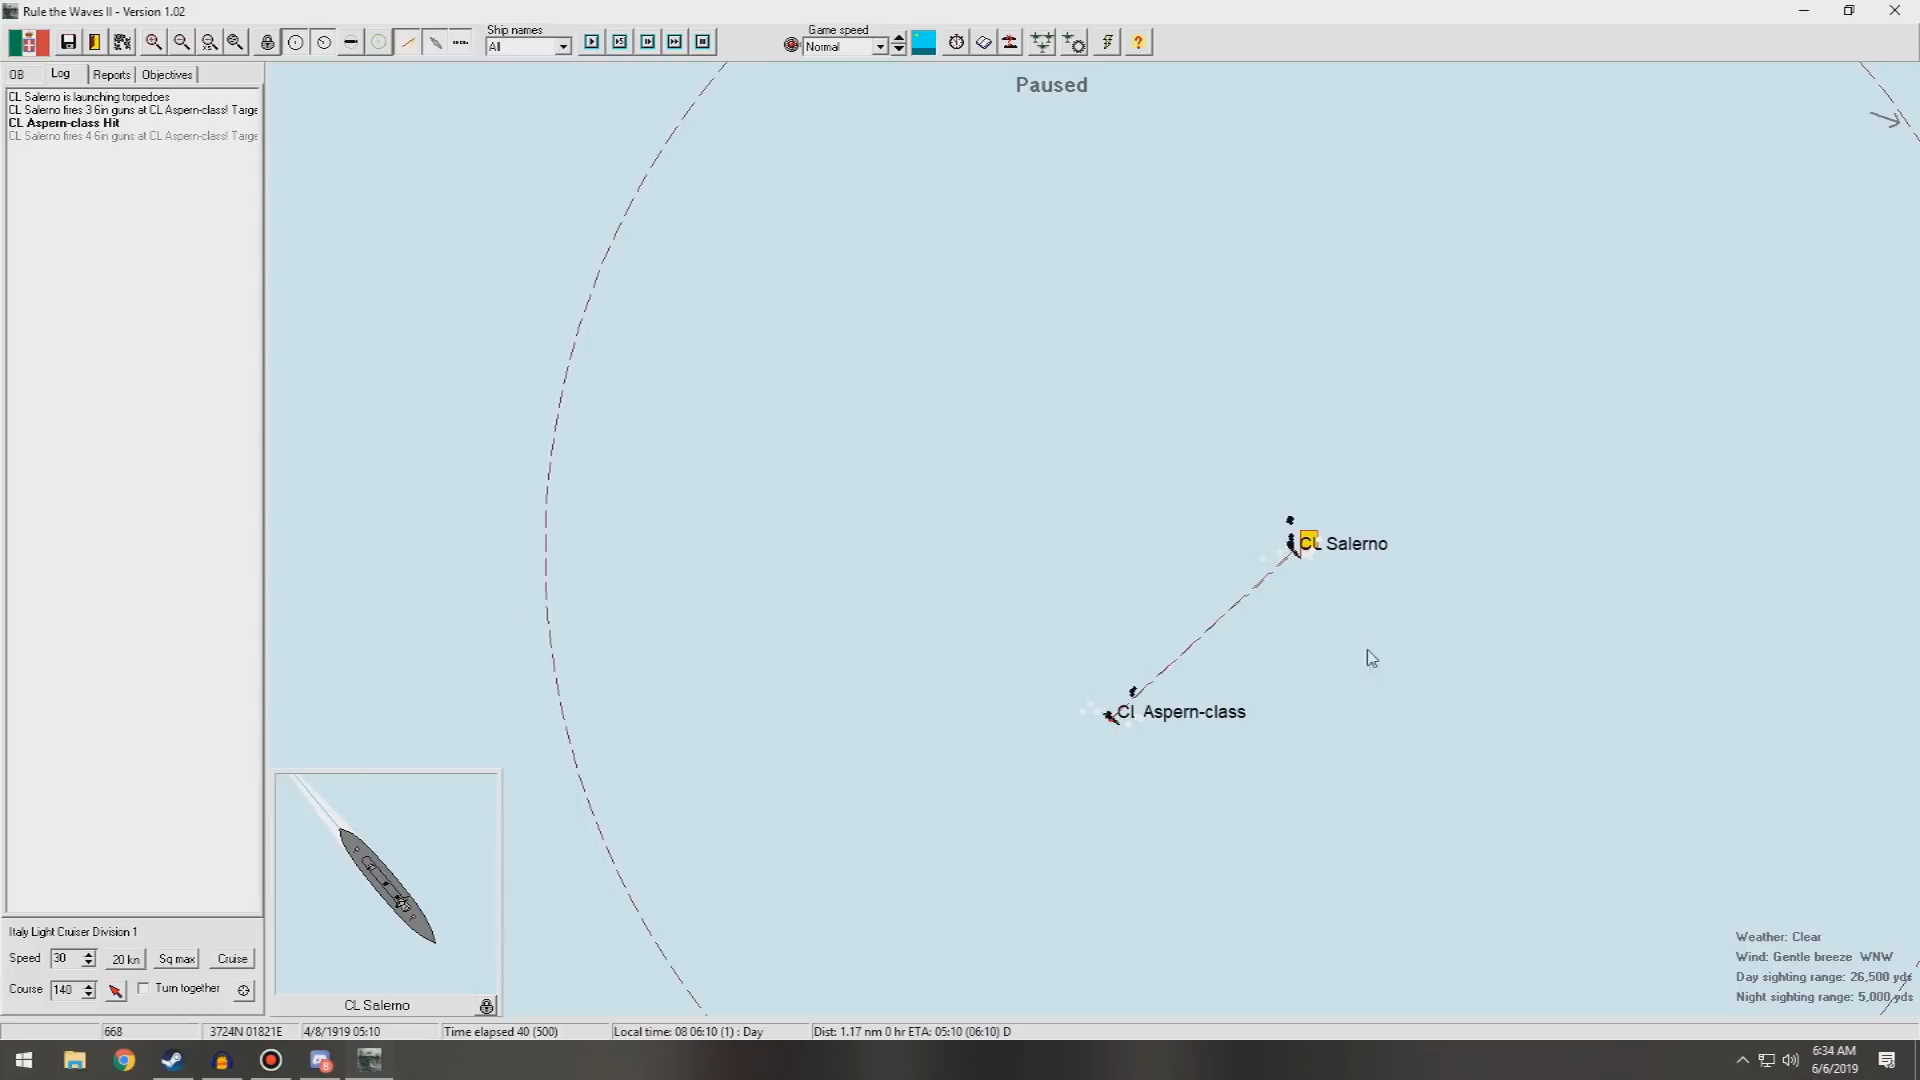 Rule the Waves II - Version 1.02
Ship names
All
Game speed
Normal
OB
Log
Reports
Objectives
CL Salerno is launching torpedoes
CL Salerno fires 3 6in guns at CL Aspern-class! Targe
CL Aspern-class Hit
CL Salerno fires 4 6in guns at CL Aspern-class! Targe
Paused
CL Salerno
CL Aspern-class
Weather: Clear
Wind: Gentle breeze WNW
Day sighting range: 26,500 yds
Night sighting range: 5,000 yds
Italy Light Cruiser Division 1
Speed 30 20 kn Sq max Cruise
Course 140 Turn together
CL Salerno
668 3724N 01821E 4/8/1919 05:10 Time elapsed 40 (500) Local time: 08 06:10 (1) : Day Dist: 1.17 nm 0 hr ETA: 05:10 (06:10) D
8
6:34 AM
6/6/2019